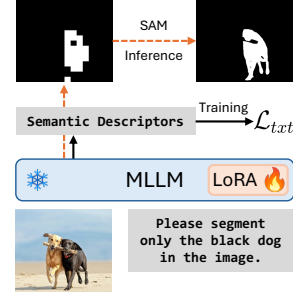 SAM
Inference
Semantic Descriptors
Training
ℒtxt
MLLM
LoRA
Please segment
only the black dog
in the image.